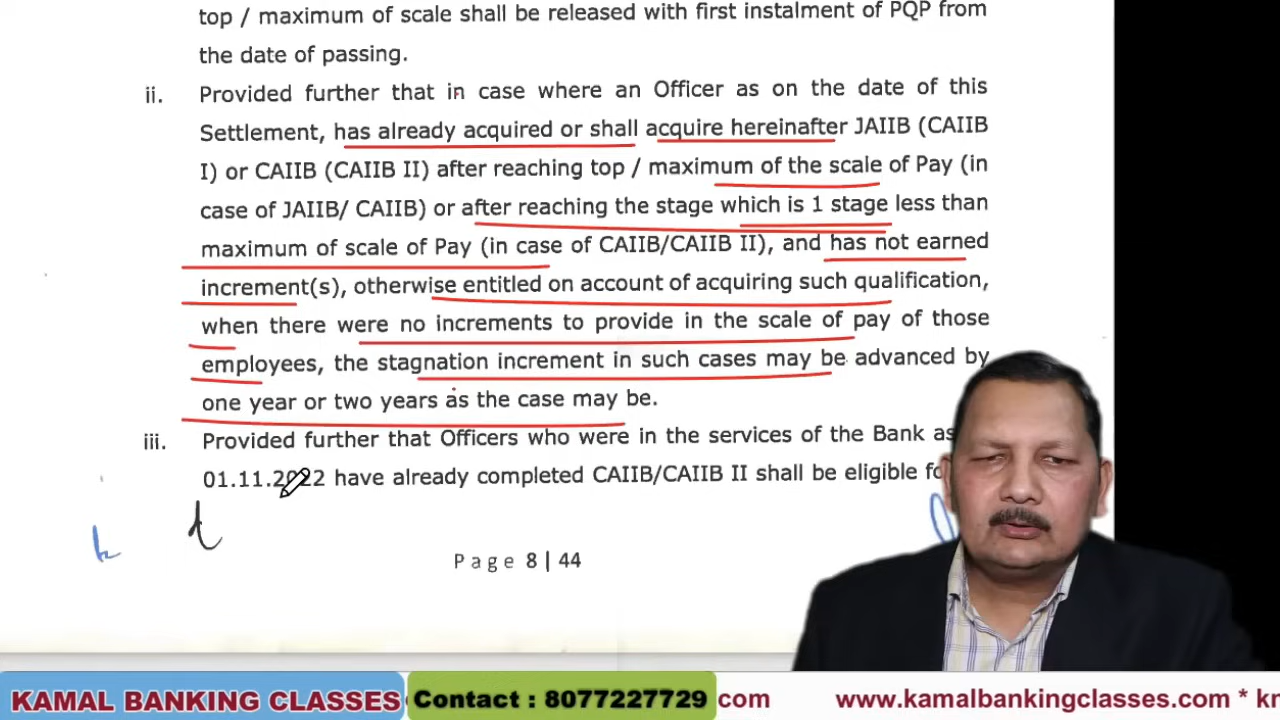 top / maximum of scale shall be released with first instalment of PQP from
the date of passing.
ii. Provided further that in case where an Officer as on the date of this
Settlement, has already acquired or shall acquire hereinafter JAIIB (CAIIB
I) or CAIIB (CAIIB II) after reaching top / maximum of the scale of Pay (in
case of JAIIB/ CAIIB) or after reaching the stage which is 1 stage less than
maximum of scale of Pay (in case of CAIIB/CAIIB II), and has not earned
increment(s), otherwise entitled on account of acquiring such qualification,
when there were no increments to provide in the scale of pay of those
employees, the stagnation increment in such cases may be advanced by
one year or two years as the case may be.
iii. Provided further that Officers who were in the services of the Bank as
01.11.2022 have already completed CAIIB/CAIIB II shall be eligible fo
Page 8 | 44
KAMAL BANKING CLASSES Contact : 8077227729 com www.kamalbankingclasses.com * kn